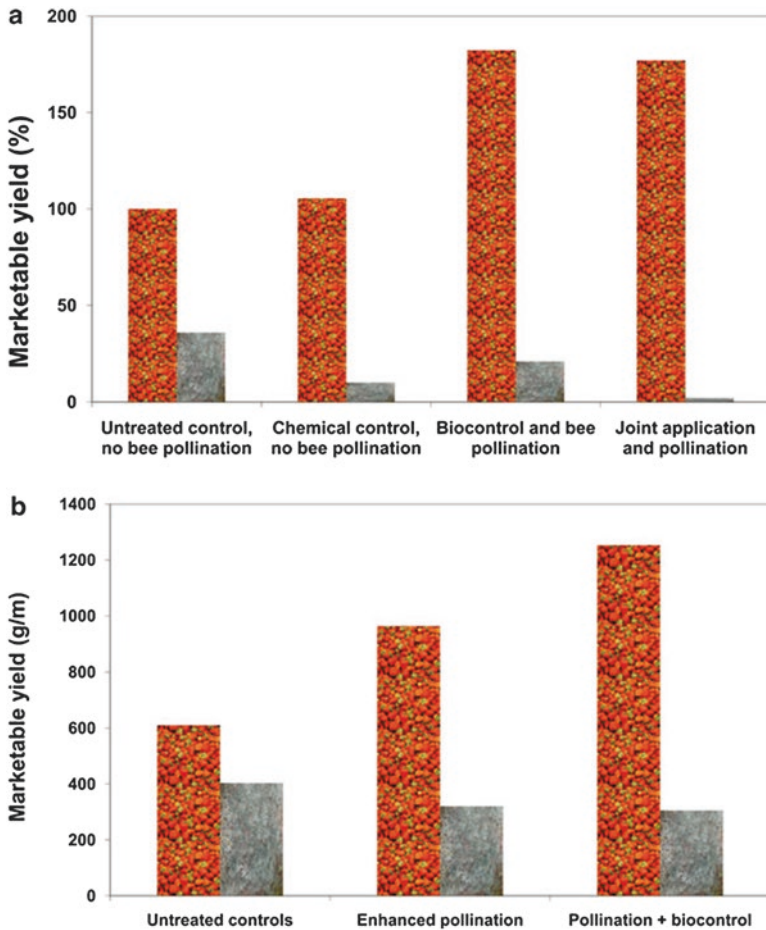 a
Marketable yield (%)
200
150
100
50
0
Untreated control,
no bee pollination
Chemical control,
no bee pollination
Biocontrol and bee
pollination
Joint application
and pollination
b
Marketable yield (g/m)
1400
1200
1000
800
600
400
200
0
Untreated controls
Enhanced pollination
Pollination + biocontrol